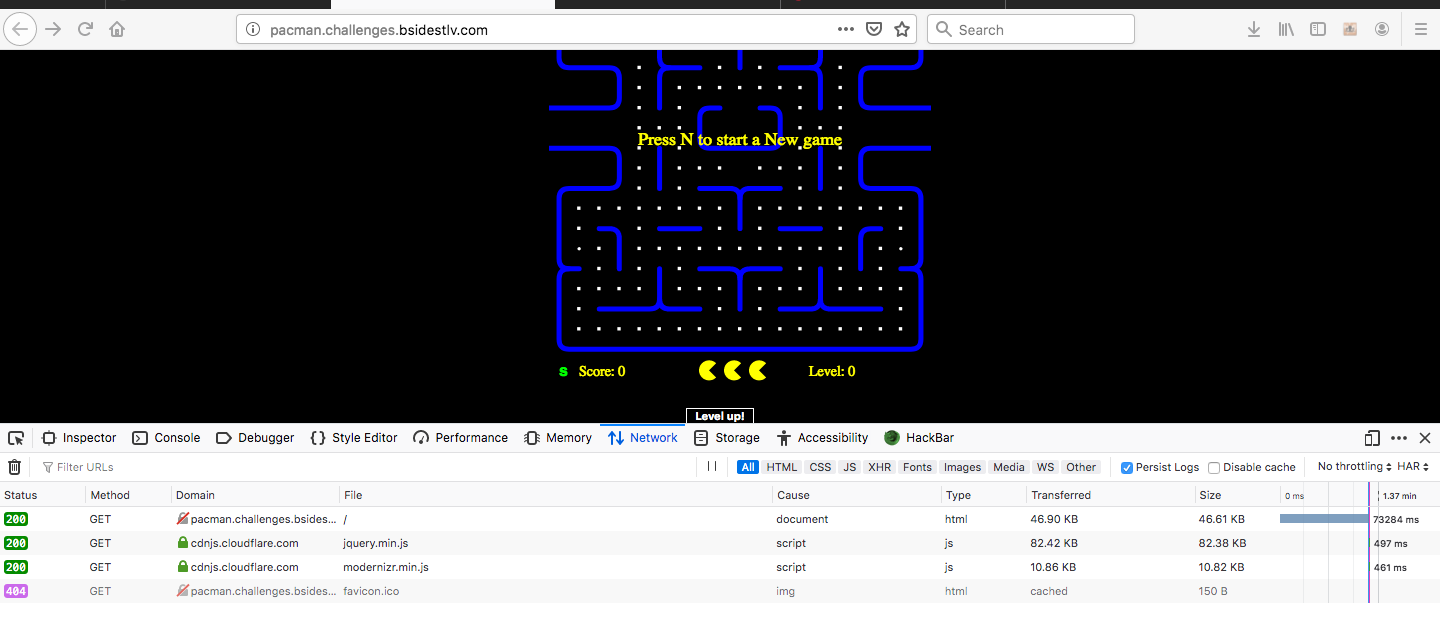 pacman.challenges.bsidestlv.com
Search
Press N to start a New game
S Score: 0 Level: 0
Level up!
Inspector Console Debugger Style Editor Performance Memory Network Storage Accessibility HackBar
Filter URLs All HTML CSS JS XHR Fonts Images Media WS Other Persist Logs Disable cache No throttling HAR
Status Method Domain File Cause Type Transferred Size 0 ms 1.37 min
200 GET pacman.challenges.bsides... / document html 46.90 KB 46.61 KB 73284 ms
200 GET cdnjs.cloudflare.com jquery.min.js script js 82.42 KB 82.38 KB 497 ms
200 GET cdnjs.cloudflare.com modernizr.min.js script js 10.86 KB 10.82 KB 461 ms
404 GET pacman.challenges.bsides... favicon.ico img html cached 150 B